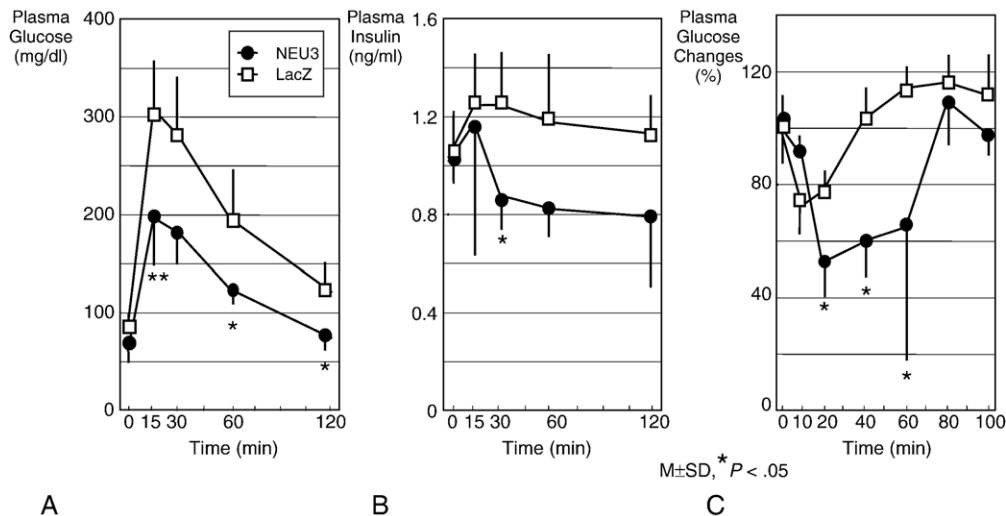 Plasma
Glucose
(mg/dl)
400
300
200
100
0
NEU3
LacZ
**
*
*
0 15 30 60 120
Time (min)
A
Plasma
Insulin
(ng/ml)
1.6
1.2
0.8
0.4
0
*
0 15 30 60 120
Time (min)
B
Plasma
Glucose
Changes
(%)
120
80
40
0
*
*
*
0 10 20 40 60 80 100
Time (min)
M±SD, * P < .05
C